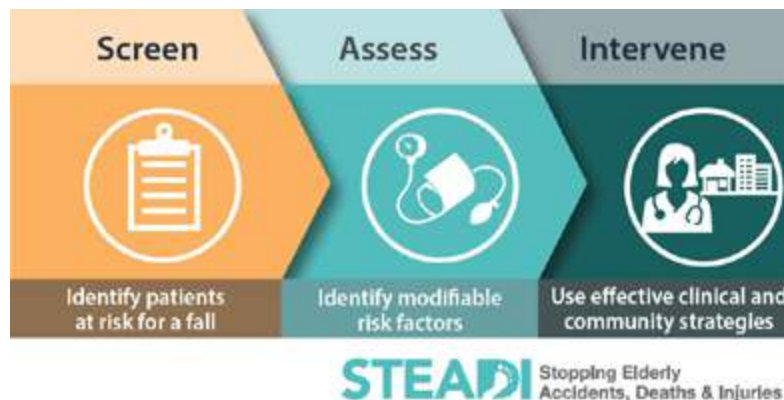 Screen
Assess
Intervene
Identify patients
at risk for a fall
Identify modifiable
risk factors
Use effective clinical and
community strategies
STEADI
Stopping Elderly
Accidents, Deaths & Injuries